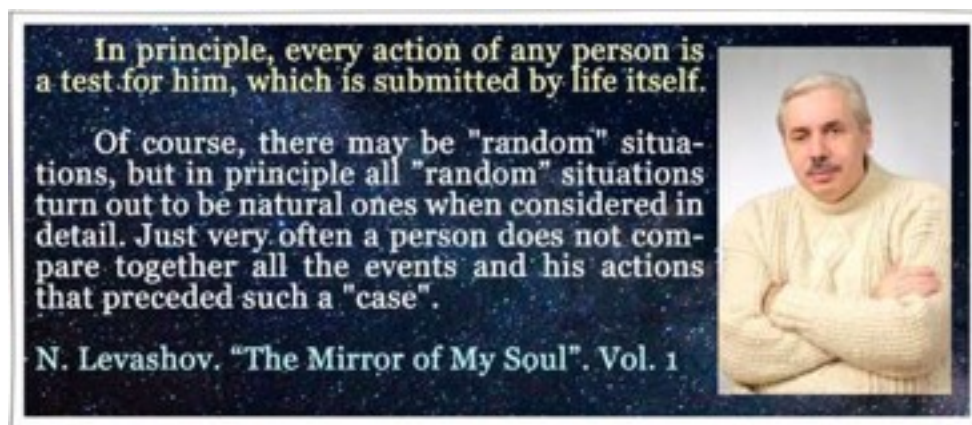 In principle, every action of any person is
a test for him, which is submitted by life itself.
Of course, there may be "random" situa-
tions, but in principle all "random" situations
turn out to be natural ones when considered in
detail. Just very often a person does not com-
pare together all the events and his actions
that preceded such a "case".
N. Levashov. “The Mirror of My Soul”. Vol. 1